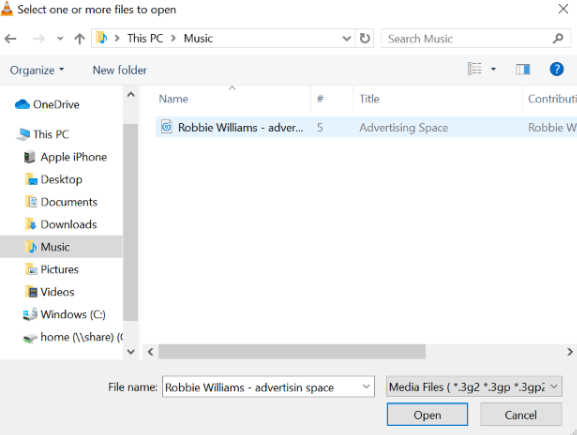 Select one or more files to open
This PC > Music
Search Music
Organize
New folder
Name
#
Title
Contributi
OneDrive
This PC
Apple iPhone
Desktop
Documents
Downloads
Music
Pictures
Videos
Windows (C:)
home (\\share) (
Robbie Williams - adver... 5 Advertising Space Robbie W
File name: Robbie Williams - advertisin space
Media Files ( *.3g2 *.3gp *.3gp2
Open
Cancel